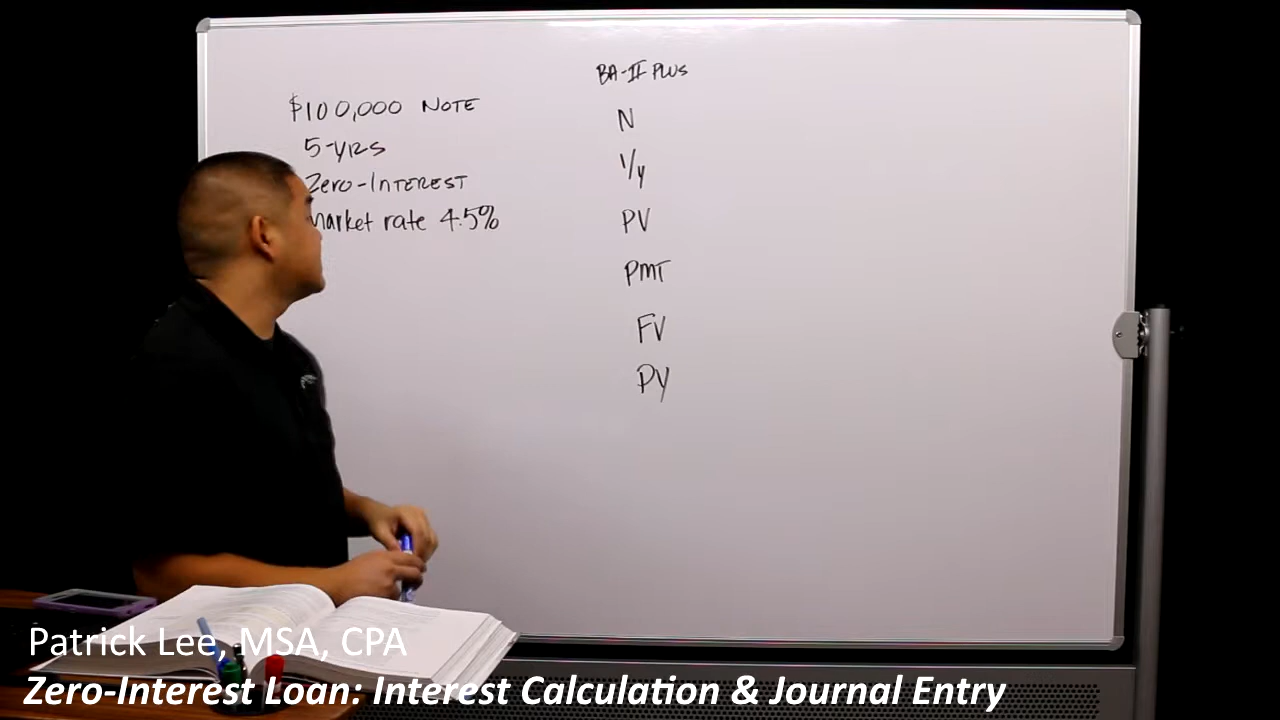 $100,000 NOTE
5-YRS
Zero-INTEREST
Market rate 4.5%
BA-II PLUS
N
I/Y
PV
PMT
FV
PY
Patrick Lee, MSA, CPA
Zero-Interest Loan: Interest Calculation & Journal Entry